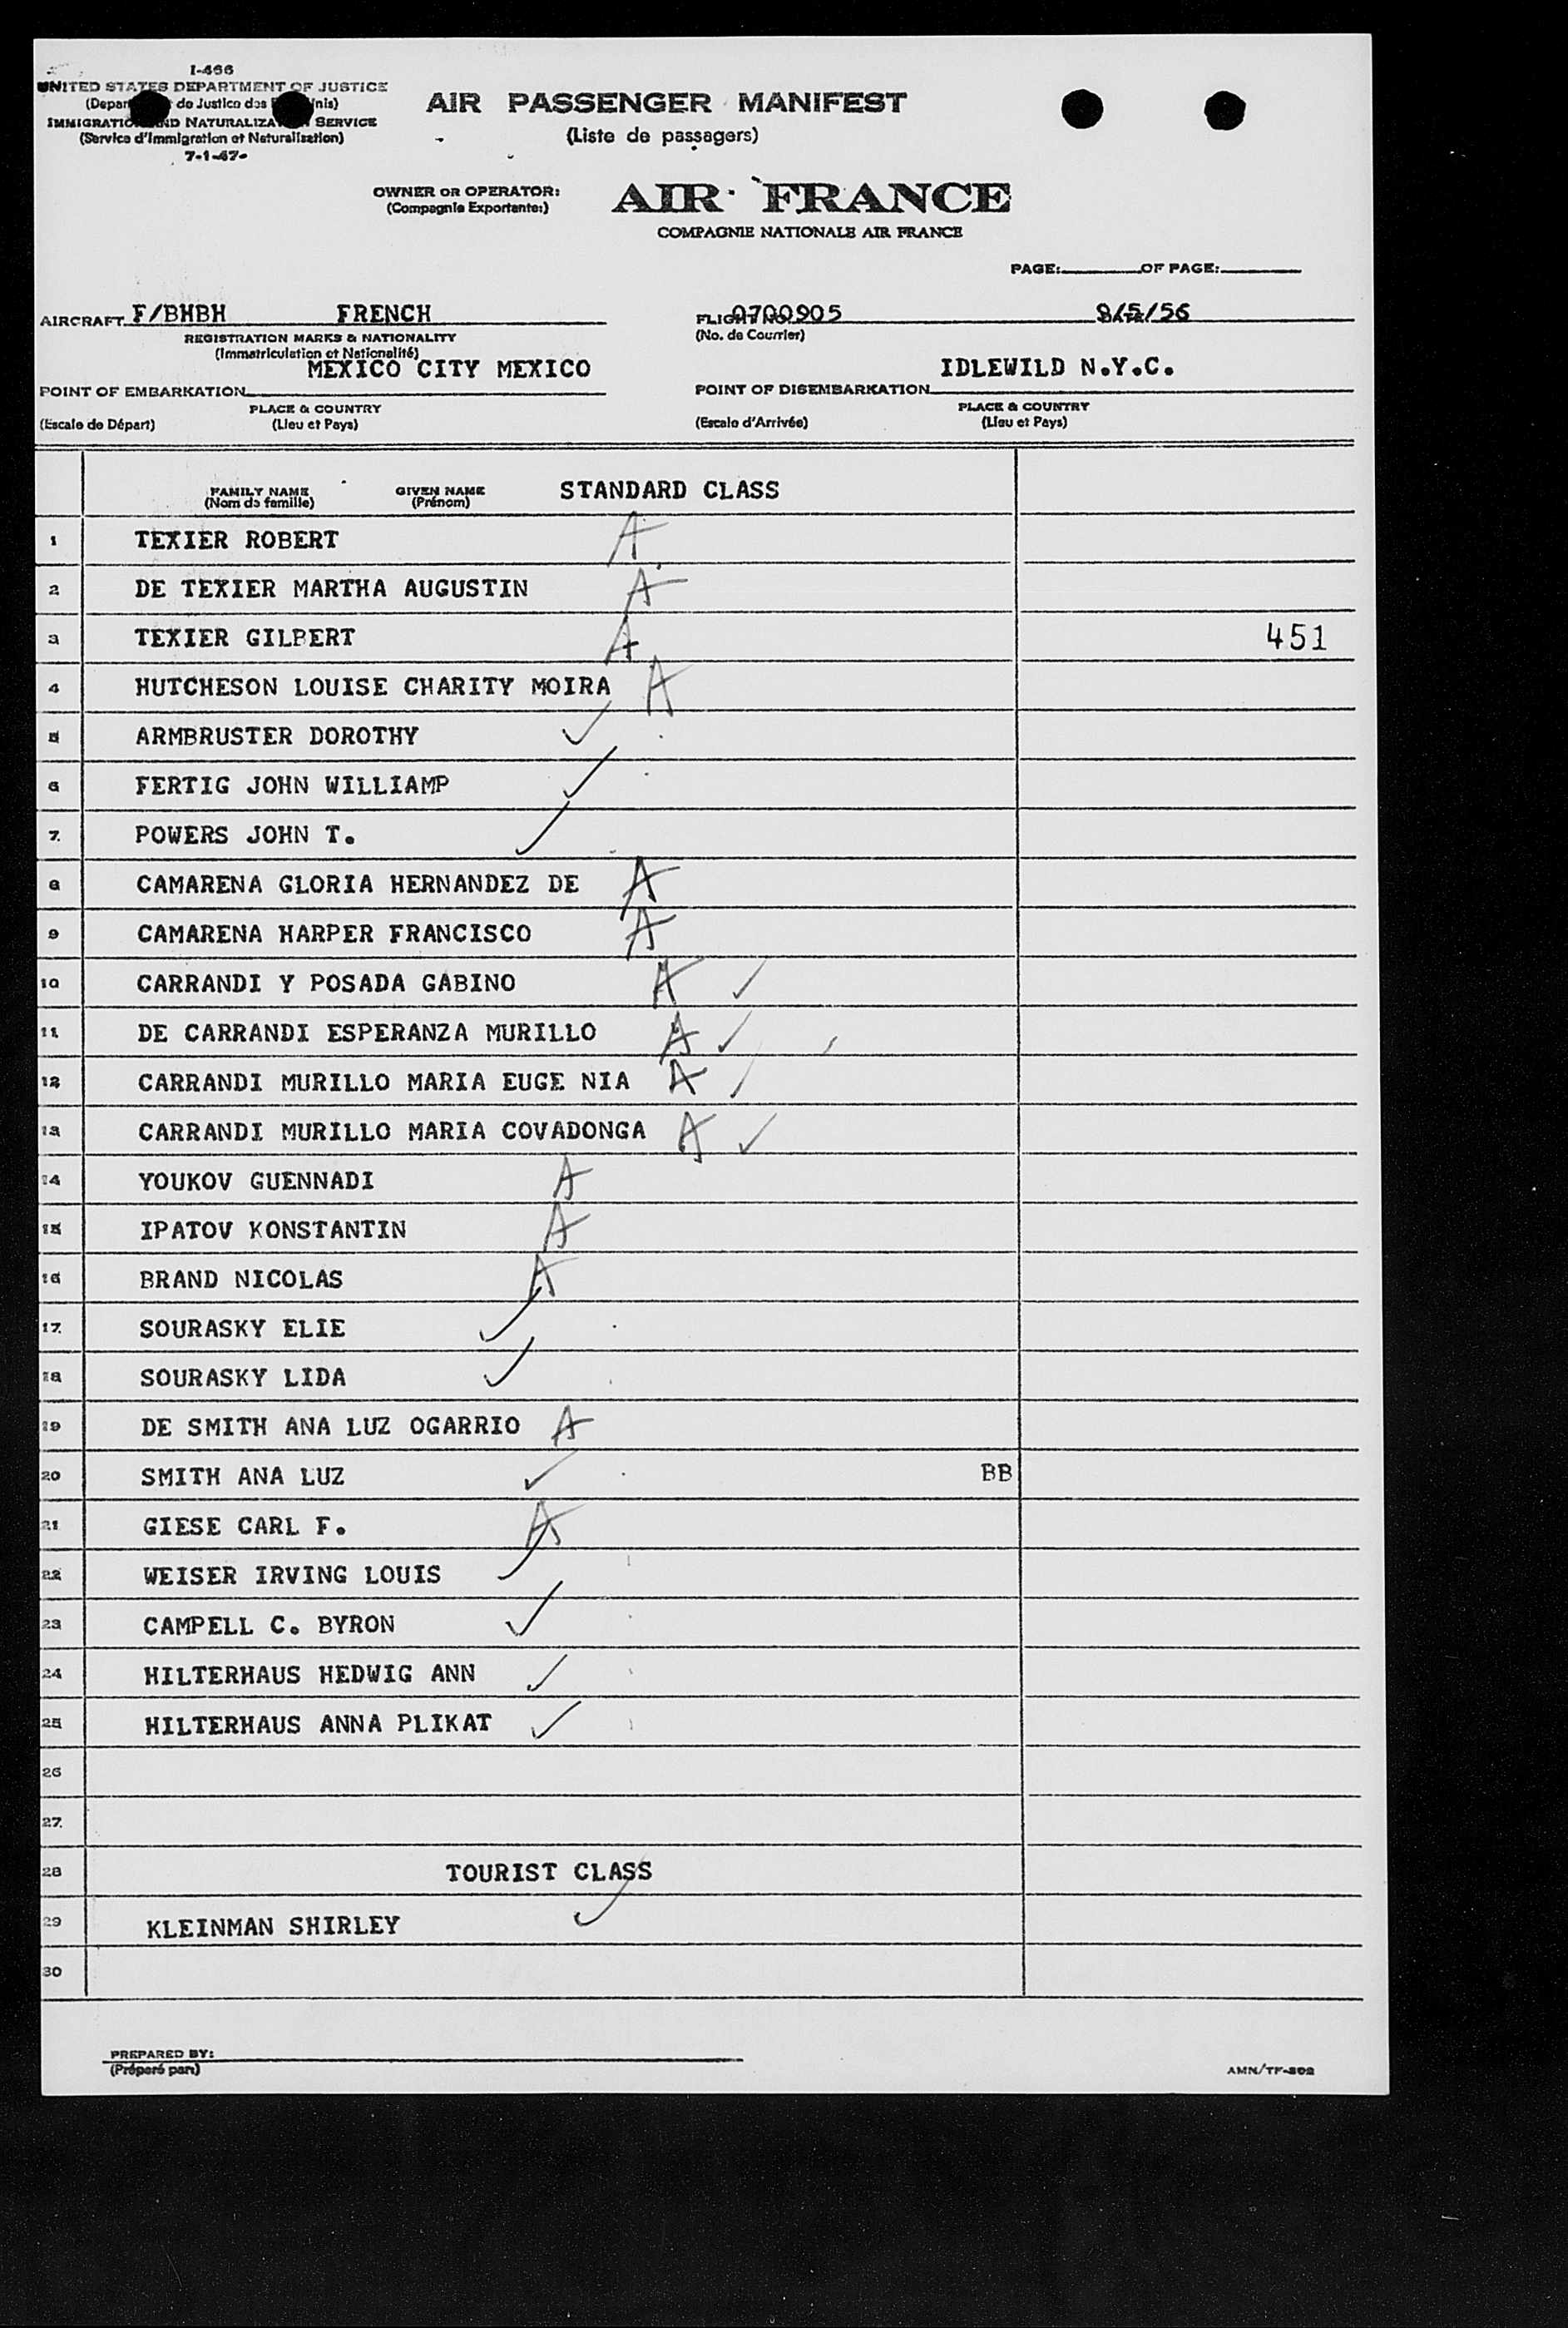 I-466
UNITED STATES DEPARTMENT OF JUSTICE
(Depar de Justice des Unis)
IMMIGRATION AND NATURALIZATION SERVICE
(Service d'Immigration et Naturalisation)
7-1-47-
AIR PASSENGER MANIFEST
(Liste de passagers)
OWNER OR OPERATOR:
(Compagnie Exportante:)
AIR FRANCE
COMPAGNIE NATIONALE AIR FRANCE
PAGE: OF PAGE:
AIRCRAFT F/BHBH FRENCH
REGISTRATION MARKS & NATIONALITY
(Immatriculation et Nationalité)
FLIGHT NO. 0700905 9/5/56
(No. de Courrier)
MEXICO CITY MEXICO
POINT OF EMBARKATION
PLACE & COUNTRY
(Escale de Départ) (Lieu et Pays)
IDLEWILD N.Y.C.
POINT OF DISEMBARKATION
PLACE & COUNTRY
(Escale d'Arrivée) (Lieu et Pays)
FAMILY NAME GIVEN NAME STANDARD CLASS
(Nom de famille) (Prénom)
1 TEXIER ROBERT A
2 DE TEXIER MARTHA AUGUSTIN A
3 TEXIER GILBERT A 451
4 HUTCHESON LOUISE CHARITY MOIRA A
5 ARMBRUSTER DOROTHY ✓
6 FERTIG JOHN WILLIAMP ✓
7. POWERS JOHN T. ✓
8 CAMARENA GLORIA HERNANDEZ DE A
9 CAMARENA HARPER FRANCISCO A
10 CARRANDI Y POSADA GABINO A ✓
11 DE CARRANDI ESPERANZA MURILLO A ✓
12 CARRANDI MURILLO MARIA EUGE NIA A ✓
13 CARRANDI MURILLO MARIA COVADONGA A ✓
14 YOUKOV GUENNADI A
15 IPATOV KONSTANTIN A
16 BRAND NICOLAS A
17. SOURASKY ELIE ✓
18 SOURASKY LIDA ✓
19 DE SMITH ANA LUZ OGARRIO A
20 SMITH ANA LUZ ✓ BB
21 GIESE CARL F. A
22 WEISER IRVING LOUIS ✓
23 CAMPELL C. BYRON ✓
24 HILTERHAUS HEDWIG ANN ✓
25 HILTERHAUS ANNA PLIKAT ✓
26
27.
28 TOURIST CLASS
29 KLEINMAN SHIRLEY ✓
30
PREPARED BY:
(Préparé par:)
AMN/TF-802